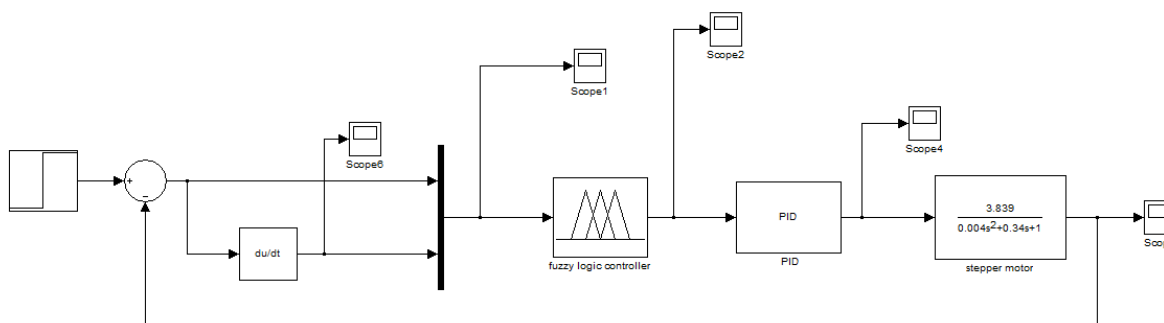 Scope2
Scope1
Scope6
Scope4
+
−
du/dt
fuzzy logic controller
PID
PID
3.839
0.004s²+0.34s+1
stepper motor
Scop